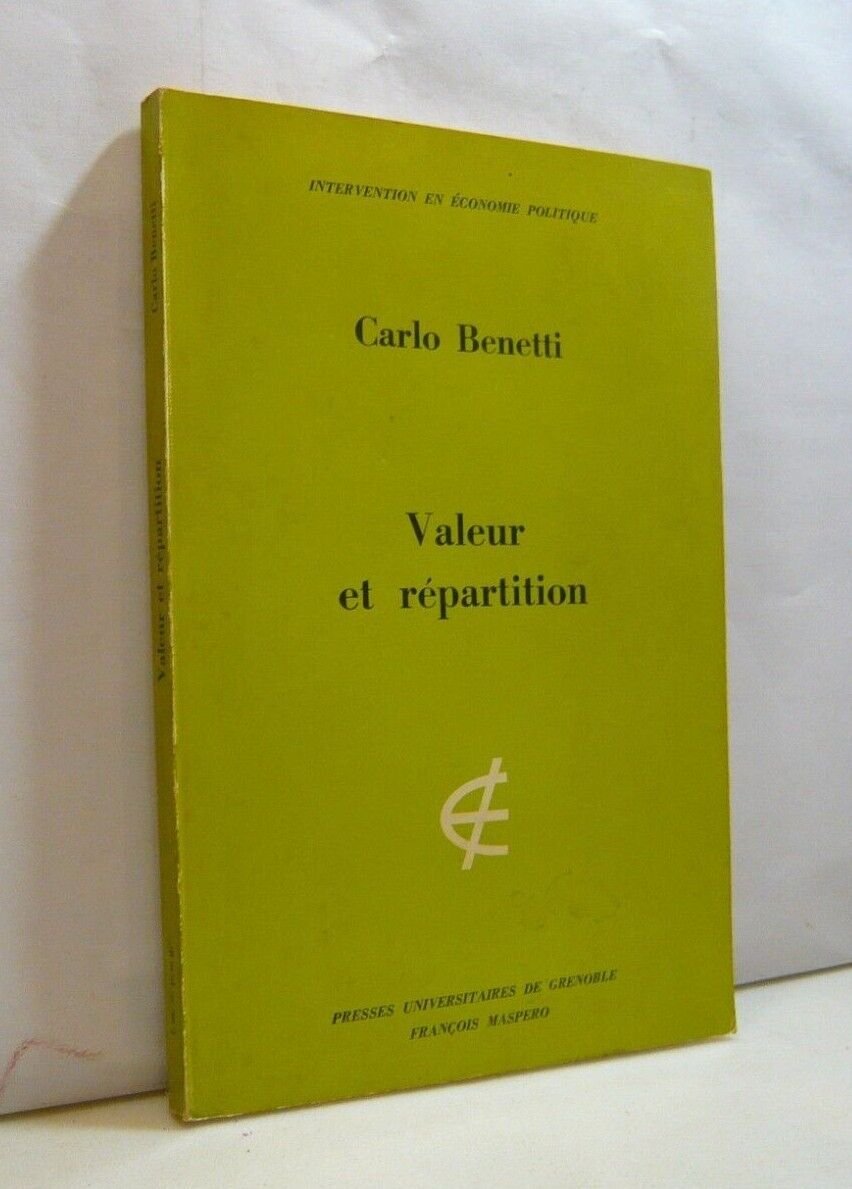 INTERVENTION EN ÉCONOMIE POLITIQUE
Carlo Benetti
Valeur
et répartition
PRESSES UNIVERSITAIRES DE GRENOBLE
FRANÇOIS MASPERO
Carlo Benetti
Valeur et répartition